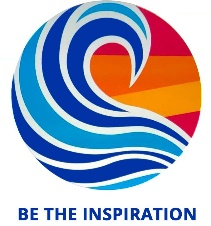 BE THE INSPIRATION